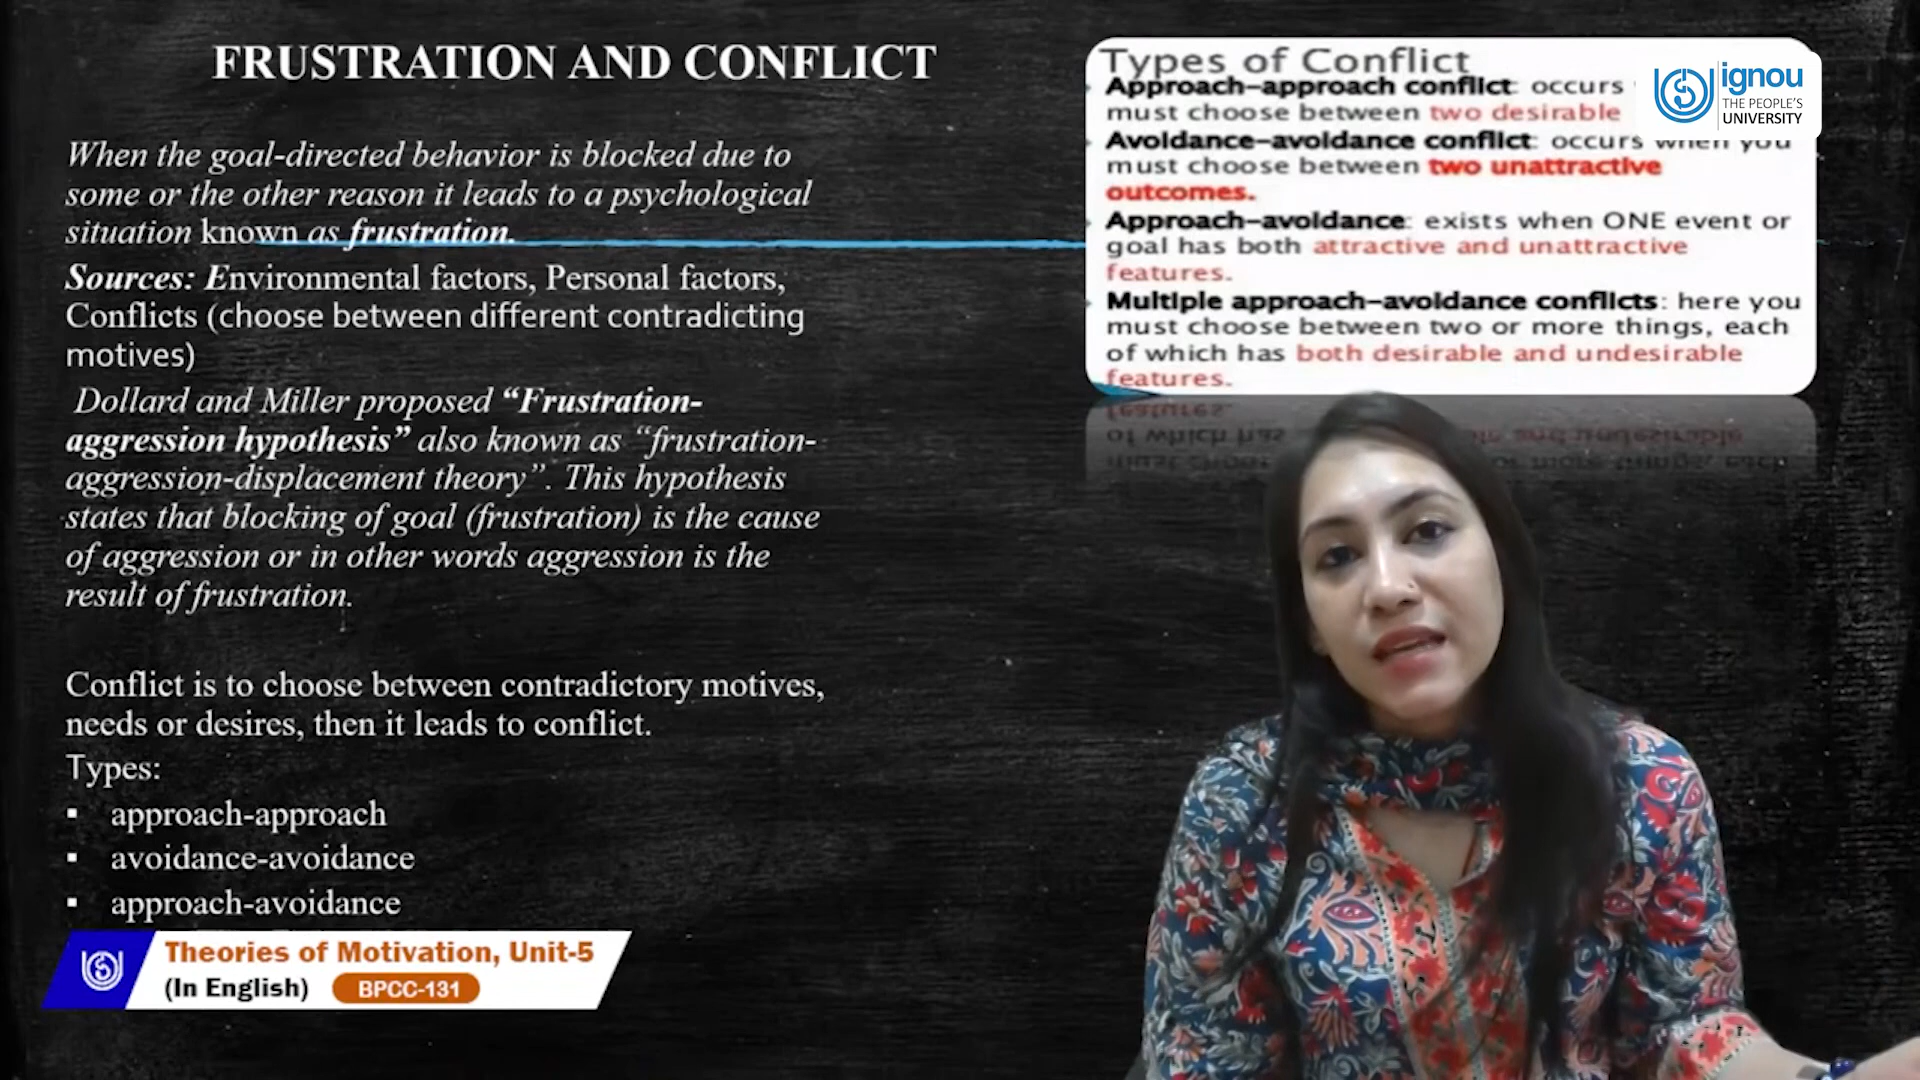 FRUSTRATION AND CONFLICT
When the goal-directed behavior is blocked due to
some or the other reason it leads to a psychological
situation known as frustration.
Sources: Environmental factors, Personal factors,
Conflicts (choose between different contradicting
motives)
Dollard and Miller proposed “Frustration-
aggression hypothesis” also known as “frustration-
aggression-displacement theory”. This hypothesis
states that blocking of goal (frustration) is the cause
of aggression or in other words aggression is the
result of frustration.
Conflict is to choose between contradictory motives,
needs or desires, then it leads to conflict.
Types:
▪ approach-approach
▪ avoidance-avoidance
▪ approach-avoidance
Types of Conflict
Approach-approach conflict: occurs
must choose between two desirable
Avoidance-avoidance conflict: occurs when you
must choose between two unattractive
outcomes.
Approach-avoidance: exists when ONE event or
goal has both attractive and unattractive
features.
Multiple approach-avoidance conflicts: here you
must choose between two or more things, each
of which has both desirable and undesirable
features.
ignou
THE PEOPLE'S
UNIVERSITY
Theories of Motivation, Unit-5
(In English) BPCC-131